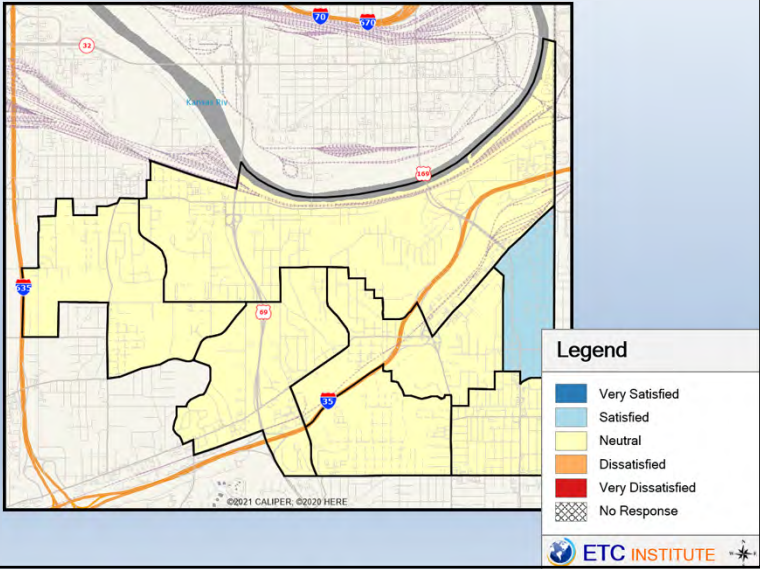 70
670
32
Kansas Riv
169
635
69
35
©2021 CALIPER; ©2020 HERE
Legend
Very Satisfied
Satisfied
Neutral
Dissatisfied
Very Dissatisfied
No Response
ETC INSTITUTE